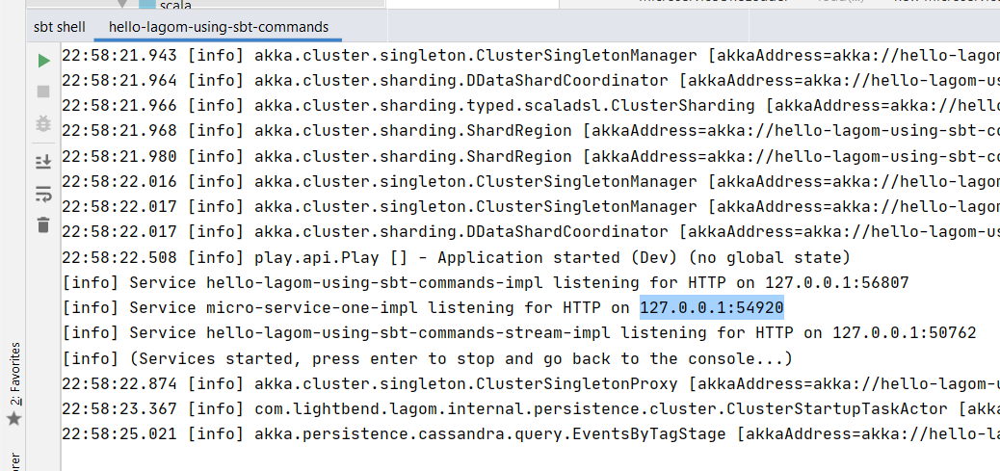 scala
sbt shell hello-lagom-using-sbt-commands
22:58:21.943 [info] akka.cluster.singleton.ClusterSingletonManager [akkaAddress=akka://hello-lagom
22:58:21.964 [info] akka.cluster.sharding.DDataShardCoordinator [akkaAddress=akka://hello-lagom-us
22:58:21.966 [info] akka.cluster.sharding.typed.scaladsl.ClusterSharding [akkaAddress=akka://hello
22:58:21.968 [info] akka.cluster.sharding.ShardRegion [akkaAddress=akka://hello-lagom-using-sbt-co
22:58:21.980 [info] akka.cluster.sharding.ShardRegion [akkaAddress=akka://hello-lagom-using-sbt-co
22:58:22.016 [info] akka.cluster.singleton.ClusterSingletonManager [akkaAddress=akka://hello-lagom
22:58:22.017 [info] akka.cluster.singleton.ClusterSingletonManager [akkaAddress=akka://hello-lagom
22:58:22.017 [info] akka.cluster.sharding.DDataShardCoordinator [akkaAddress=akka://hello-lagom-us
22:58:22.508 [info] play.api.Play [] - Application started (Dev) (no global state)
[info] Service hello-lagom-using-sbt-commands-impl listening for HTTP on 127.0.0.1:56807
[info] Service micro-service-one-impl listening for HTTP on 127.0.0.1:54920
[info] Service hello-lagom-using-sbt-commands-stream-impl listening for HTTP on 127.0.0.1:50762
[info] (Services started, press enter to stop and go back to the console...)
22:58:22.874 [info] akka.cluster.singleton.ClusterSingletonProxy [akkaAddress=akka://hello-lagom-u
22:58:23.367 [info] com.lightbend.lagom.internal.persistence.cluster.ClusterStartupTaskActor [akka
22:58:25.021 [info] akka.persistence.cassandra.query.EventsByTagStage [akkaAddress=akka://hello-la
2: Favorites